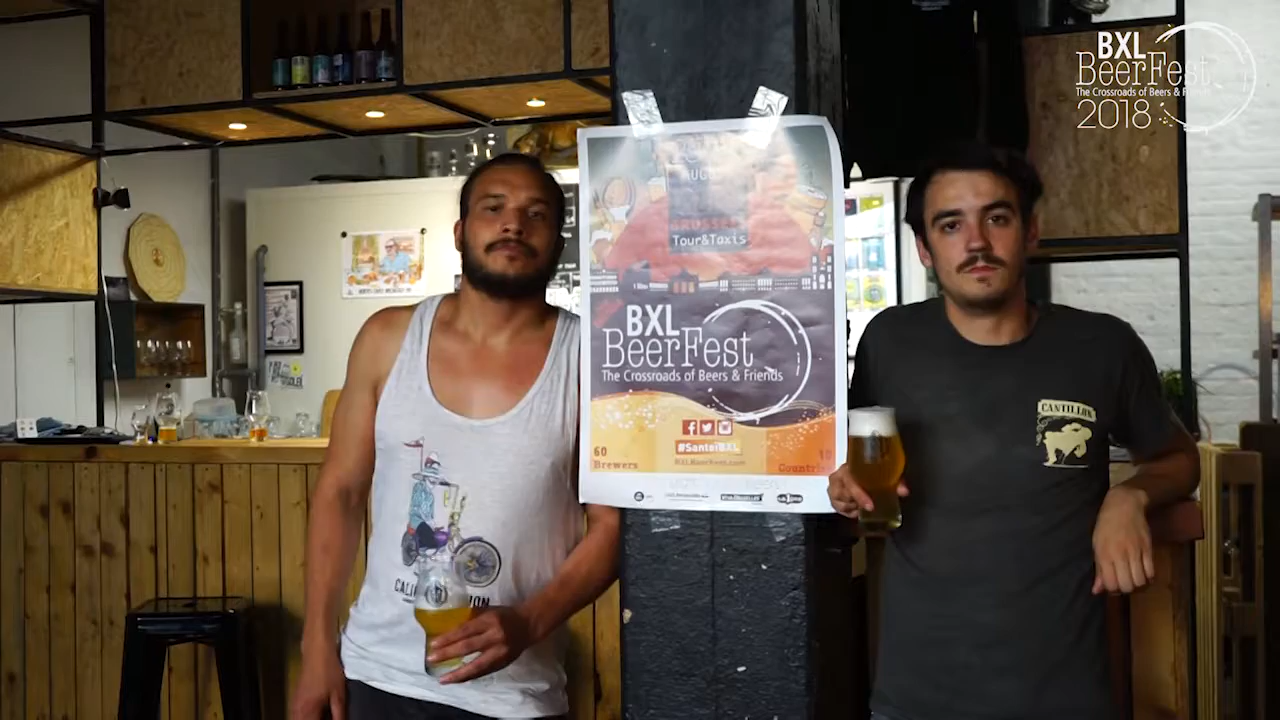 BXL
BeerFest
The Crossroads of Beers & Friends
2018
Tour&Taxis
BXL
BeerFest
The Crossroads of Beers & Friends
#SanteiBXL
60
Brewers
10
Countries
BXLBeerFest.com
CANTILLON